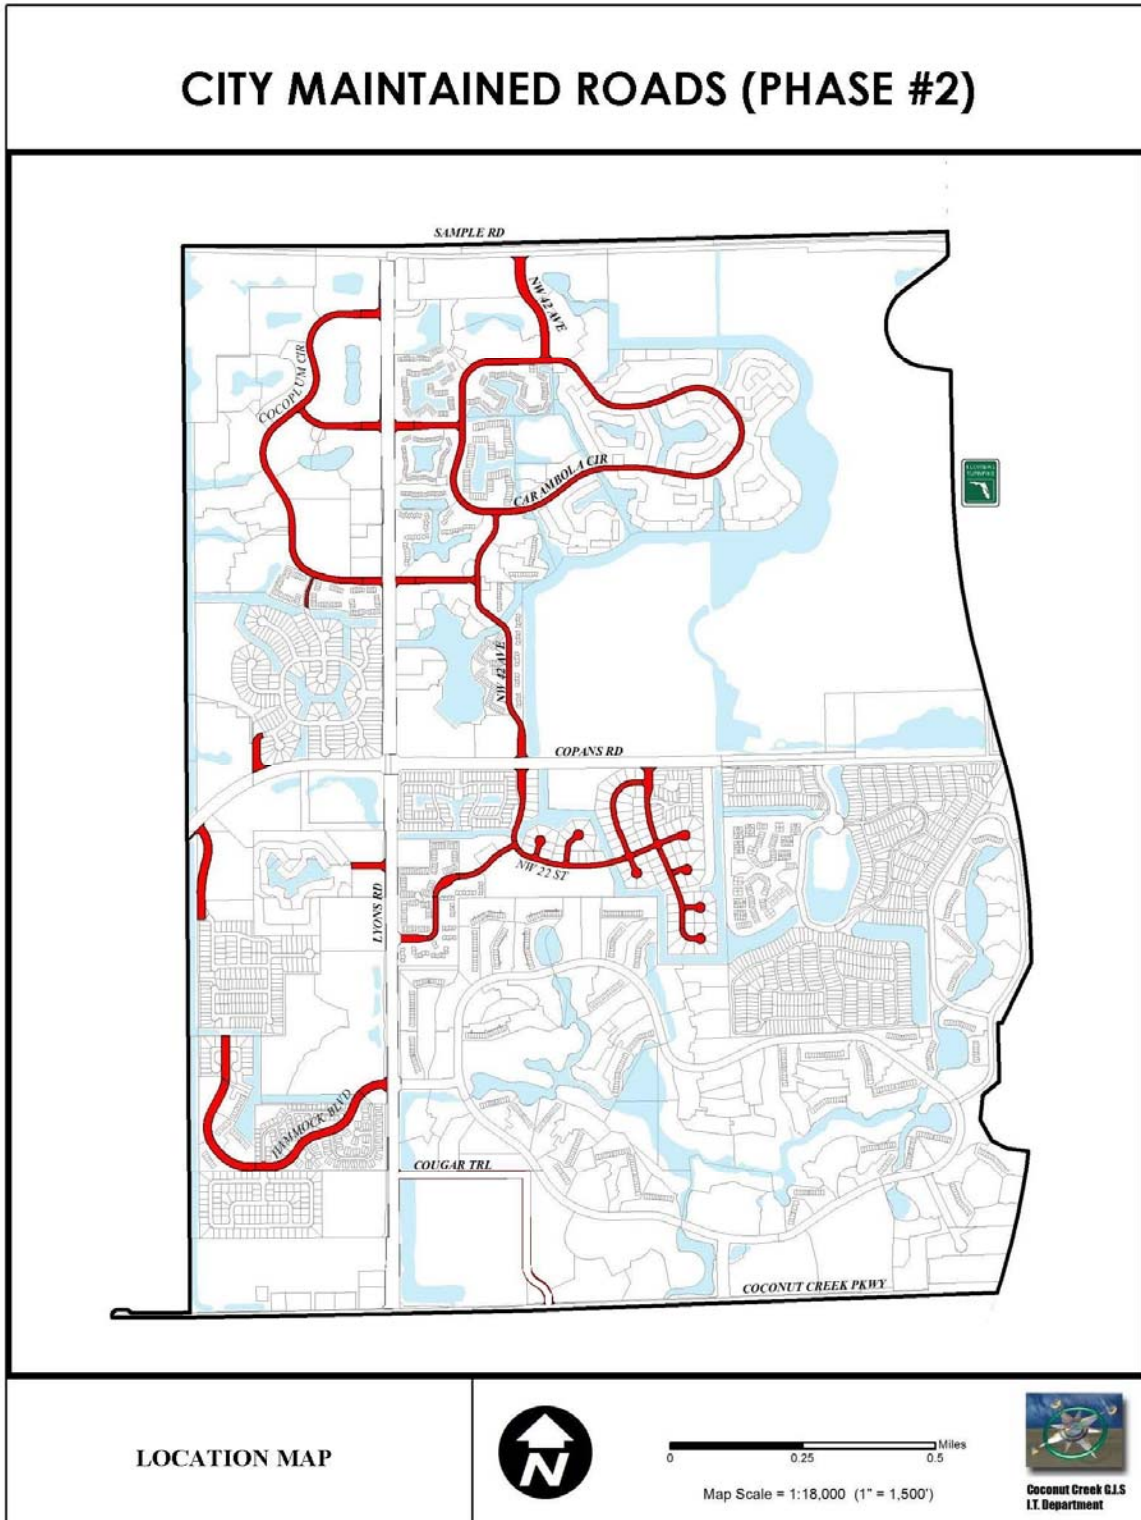 CITY MAINTAINED ROADS (PHASE #2)
SAMPLE RD
NW 42 AVE
COCOPLUM CIR
CARAMBOLA CIR
FLORIDA'S
TURNPIKE
NW 42 AVE
COPANS RD
NW 22 ST
LYONS RD
HAMMOCK BLVD
COUGAR TRL
COCONUT CREEK PKWY
LOCATION MAP
N
Miles
0 0.25 0.5
Map Scale = 1:18,000 (1" = 1,500')
Coconut Creek G.I.S
I.T. Department